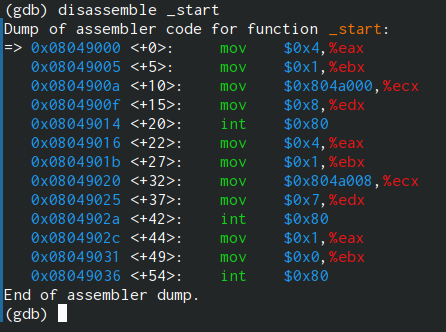 (gdb) disassemble _start
Dump of assembler code for function _start:
=> 0x08049000 <+0>:     mov    $0x4,%eax
   0x08049005 <+5>:     mov    $0x1,%ebx
   0x0804900a <+10>:    mov    $0x804a000,%ecx
   0x0804900f <+15>:    mov    $0x8,%edx
   0x08049014 <+20>:    int    $0x80
   0x08049016 <+22>:    mov    $0x4,%eax
   0x0804901b <+27>:    mov    $0x1,%ebx
   0x08049020 <+32>:    mov    $0x804a008,%ecx
   0x08049025 <+37>:    mov    $0x7,%edx
   0x0804902a <+42>:    int    $0x80
   0x0804902c <+44>:    mov    $0x1,%eax
   0x08049031 <+49>:    mov    $0x0,%ebx
   0x08049036 <+54>:    int    $0x80
End of assembler dump.
(gdb)